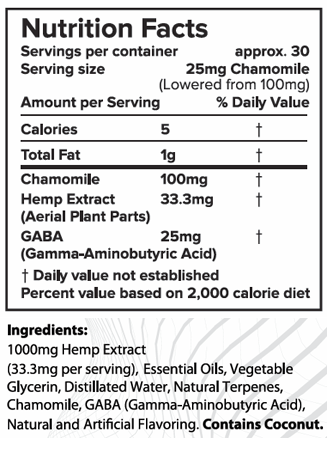 Nutrition Facts
Servings per container approx. 30
Serving size 25mg Chamomile
(Lowered from 100mg)
Amount per Serving % Daily Value
Calories 5 †
Total Fat 1g †
Chamomile 100mg †
Hemp Extract 33.3mg †
(Aerial Plant Parts)
GABA 25mg †
(Gamma-Aminobutyric Acid)
† Daily value not established
Percent value based on 2,000 calorie diet
Ingredients:
1000mg Hemp Extract
(33.3mg per serving), Essential Oils, Vegetable
Glycerin, Distillated Water, Natural Terpenes,
Chamomile, GABA (Gamma-Aminobutyric Acid),
Natural and Artificial Flavoring. Contains Coconut.